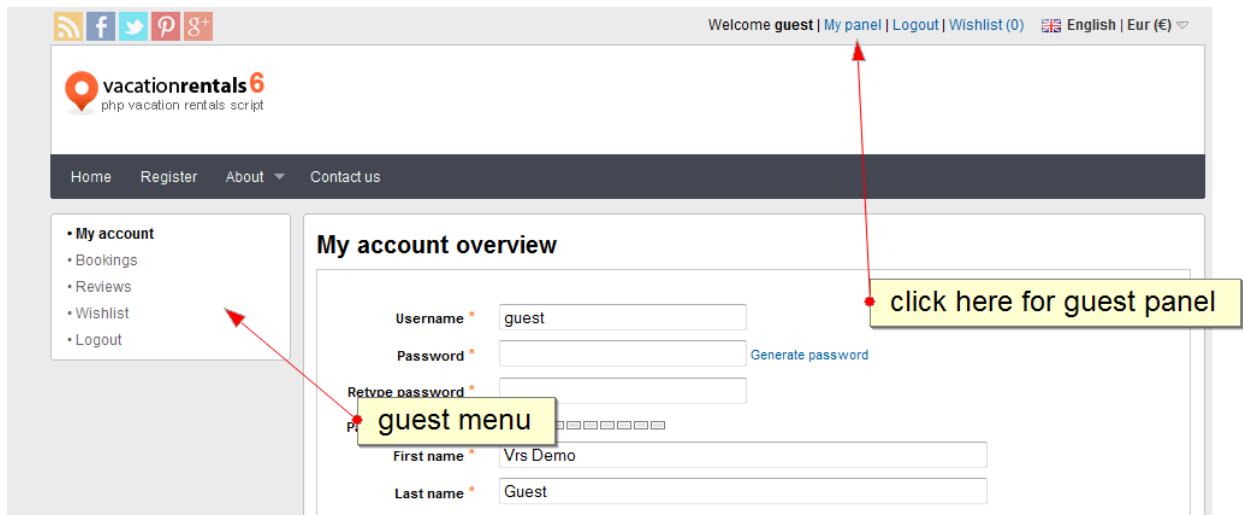 Welcome guest | My panel | Logout | Wishlist (0) English | Eur (€)
vacationrentals 6
php vacation rentals script
Home Register About Contact us
• My account
• Bookings
• Reviews
• Wishlist
• Logout
My account overview
click here for guest panel
Username * guest
Password * Generate password
Retype password *
guest menu
First name * Vrs Demo
Last name * Guest